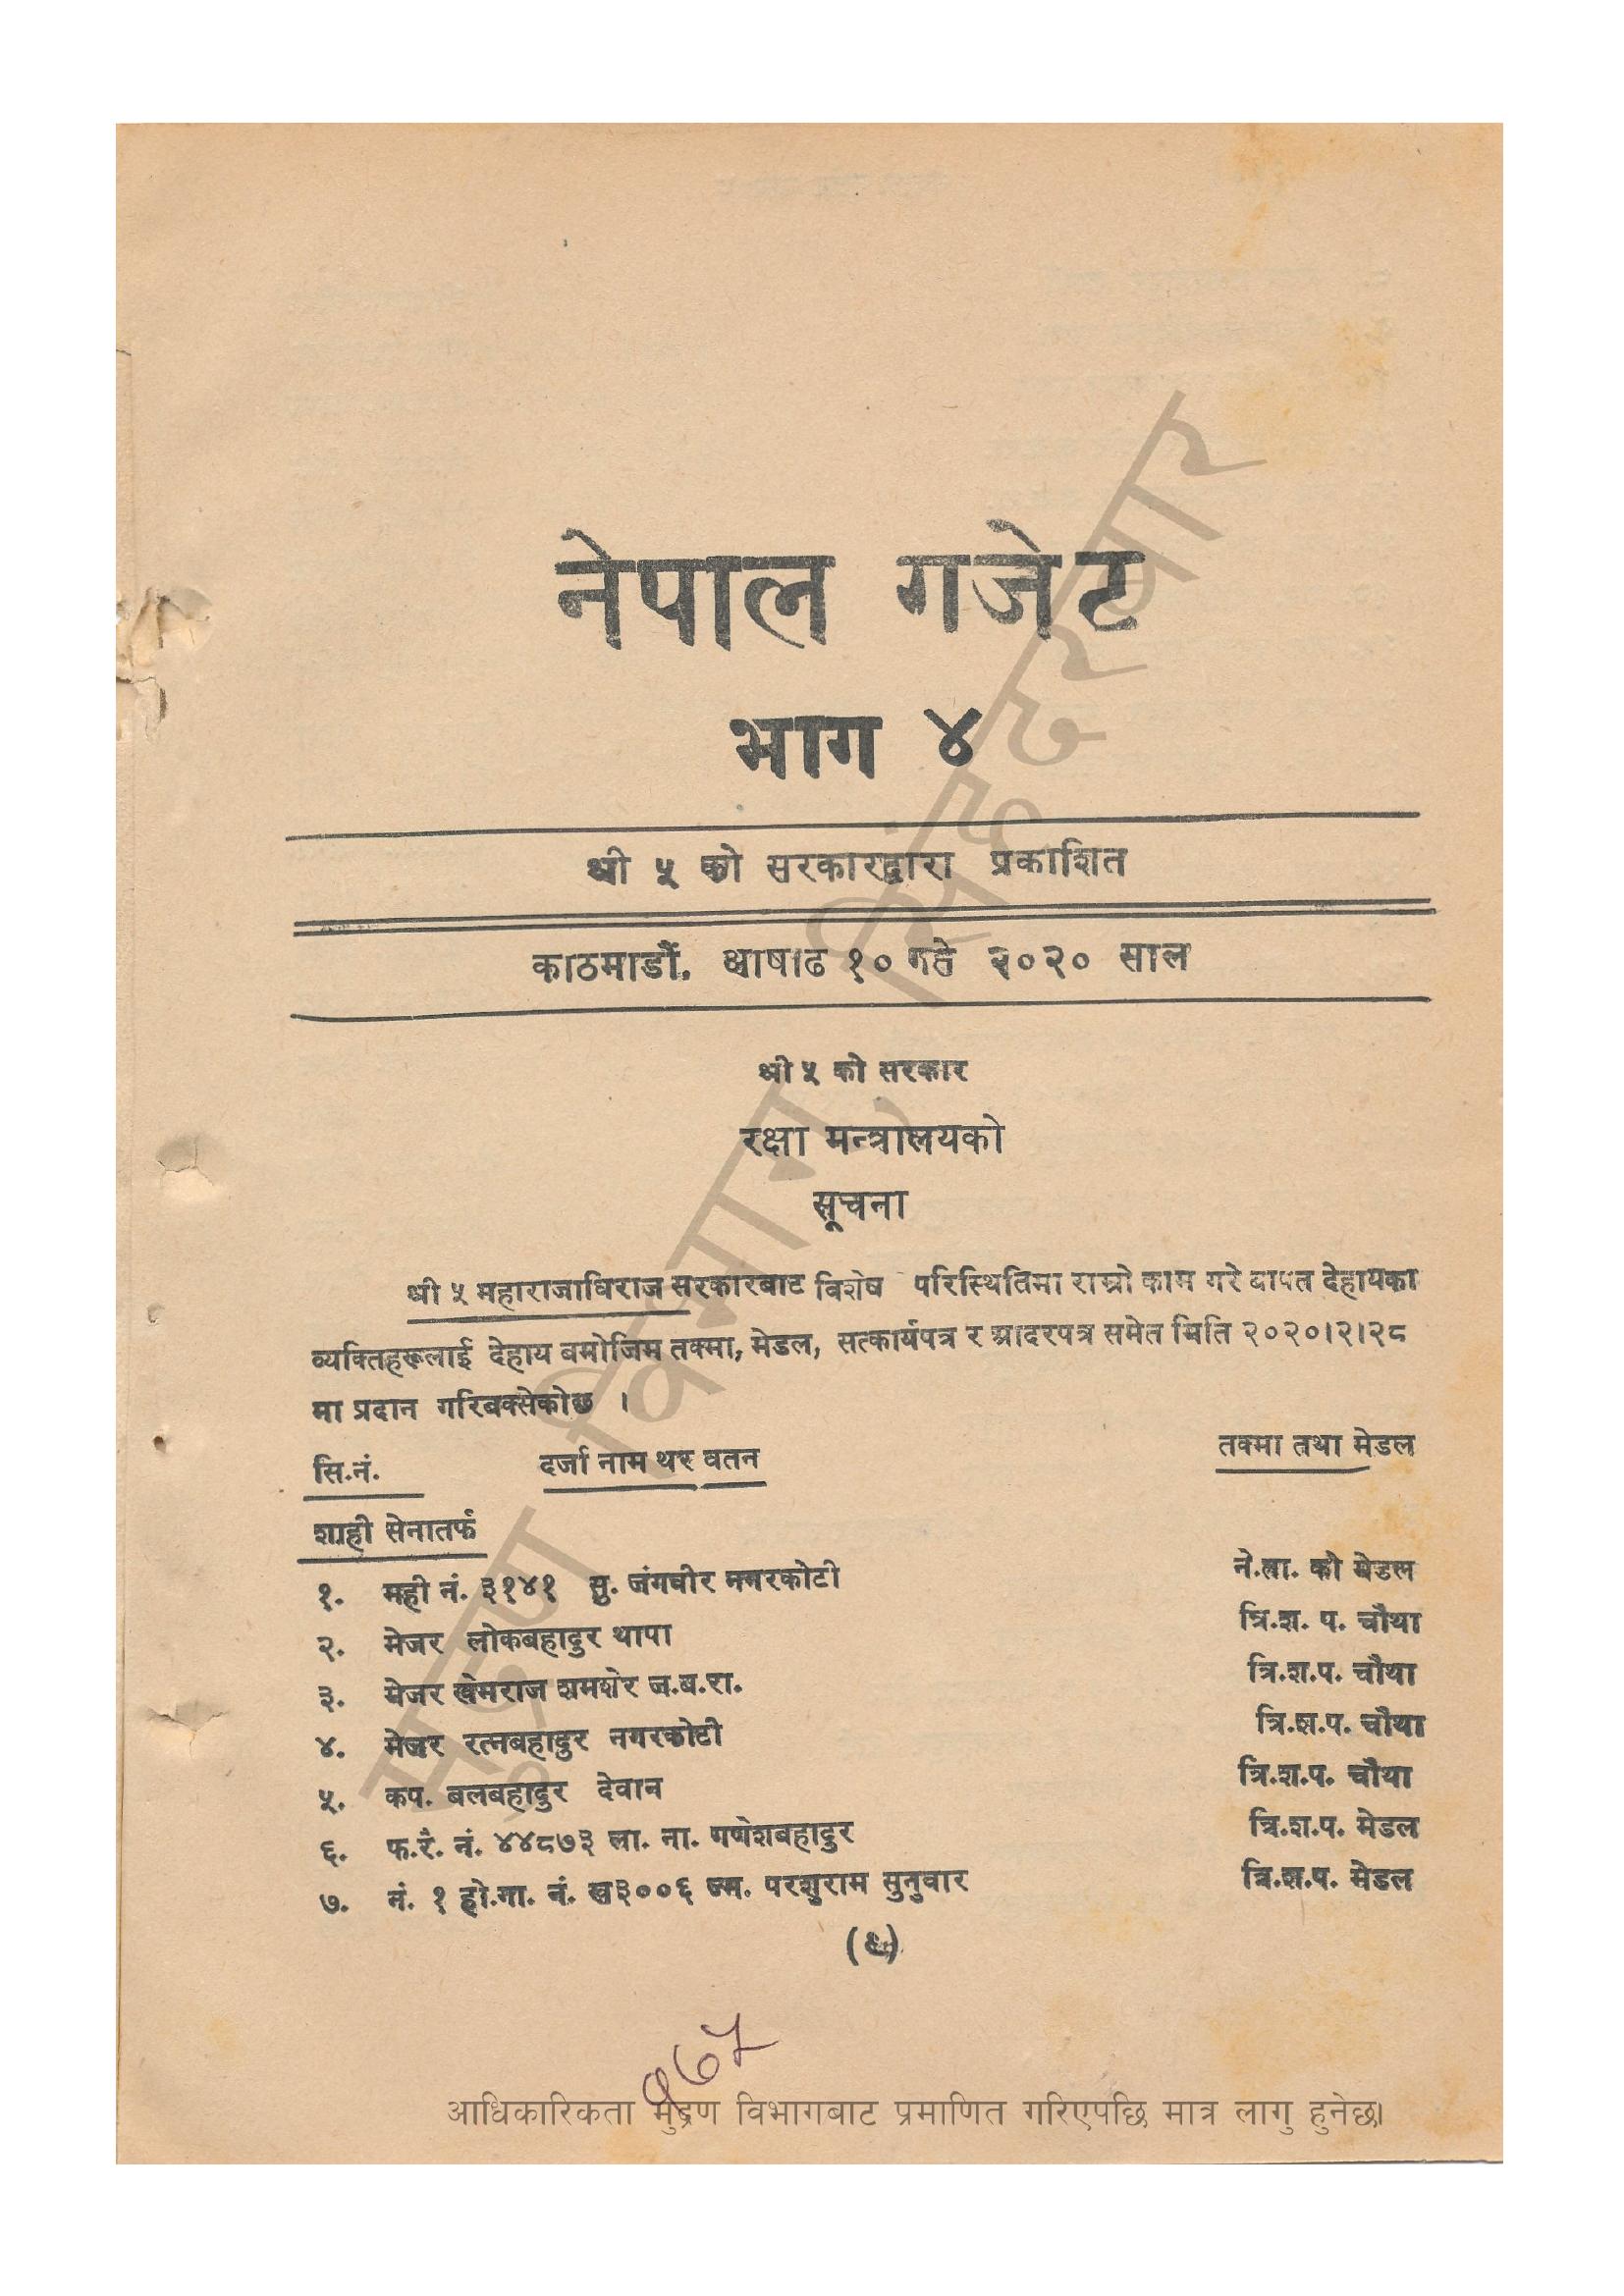 नेपाल गजेट
भाग ४
श्री ५ को सरकारद्वारा प्रकाशित
काठमाडौं, आषाढ १० गते २०२० साल
श्री ५ को सरकार
रक्षा मन्त्रालयको
सूचना
श्री ५ महाराजाधिराज सरकारबाट विशेष परिस्थितिमा राम्रो काम गरे वापत देहायका
व्यक्तिहरूलाई देहाय बमोजिम तक्मा, मेडल, सत्कार्यपत्र र आदरपत्र समेत मिति २०२०।२।२८
मा प्रदान गरिबक्सेकोछ ।
सि.नं. दर्जा नाम थर वतन तक्मा तथा मेडल
शाही सेनातर्फ
१. मही नं. ३१४१ सु. जंगवीर नगरकोटी ने.ता. को मेडल
२. मेजर लोकबहादुर थापा त्रि.श. प. चौथा
३. मेजर खेमराज शमशेर ज.ब.रा. त्रि.श.प. चौथा
४. मेजर रत्नबहादुर नगरकोटी त्रि.श.प. चौथा
५. कप. बलबहादुर देवान त्रि.श.प. चौथा
६. फ.रं. नं. ४४८७३ ला. ना. गणेशबहादुर त्रि.श.प. मेडल
७. नं. १ हो.गा. नं. ख३००६ ज्म. परशुराम सुनुवार त्रि.श.प. मेडल
मुद्रण विभाग, सिंहदरबार
आधिकारिकता मुद्रण विभागबाट प्रमाणित गरिएपछि मात्र लागु हुनेछ।